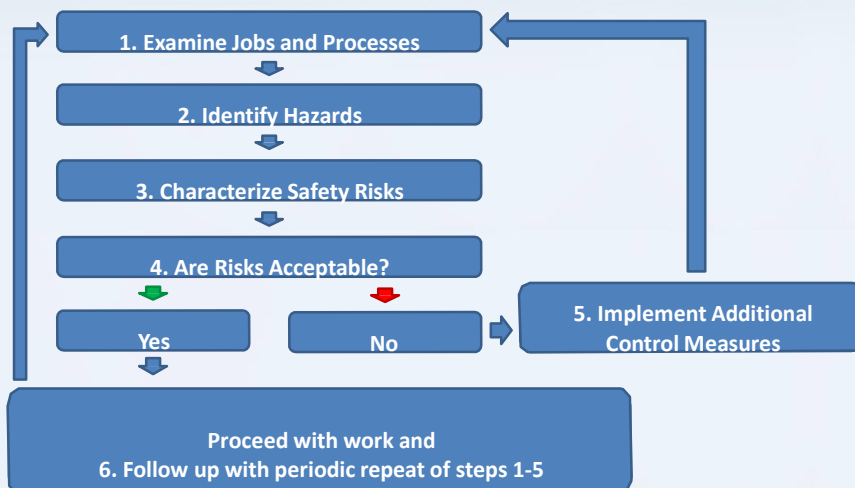 1. Examine Jobs and Processes
2. Identify Hazards
3. Characterize Safety Risks
4. Are Risks Acceptable?
Yes
No
5. Implement Additional
Control Measures
Proceed with work and
6. Follow up with periodic repeat of steps 1-5